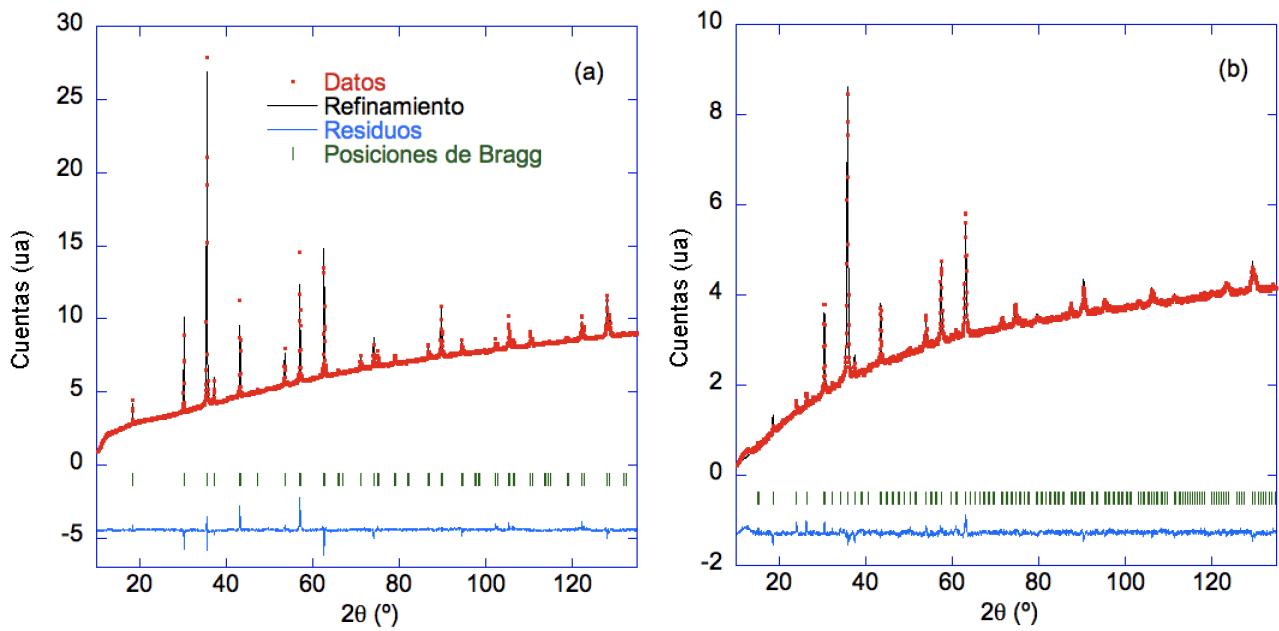 30
25
20
15
10
5
0
-5
Cuentas (ua)
(a)
Datos
Refinamiento
Residuos
Posiciones de Bragg
20 40 60 80 100 120
2θ (º)
10
8
6
4
2
0
-2
Cuentas (ua)
(b)
20 40 60 80 100 120
2θ (º)